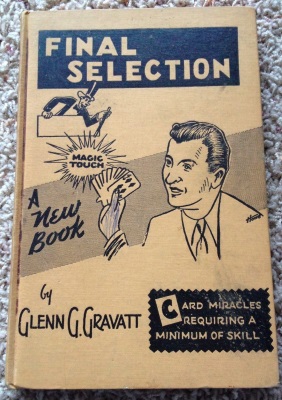 FINAL
SELECTION
MAGIC
TOUCH
A
NEW
BOOK
by
GLENN G. GRAVATT
CARD MIRACLES
REQUIRING A
MINIMUM OF SKILL